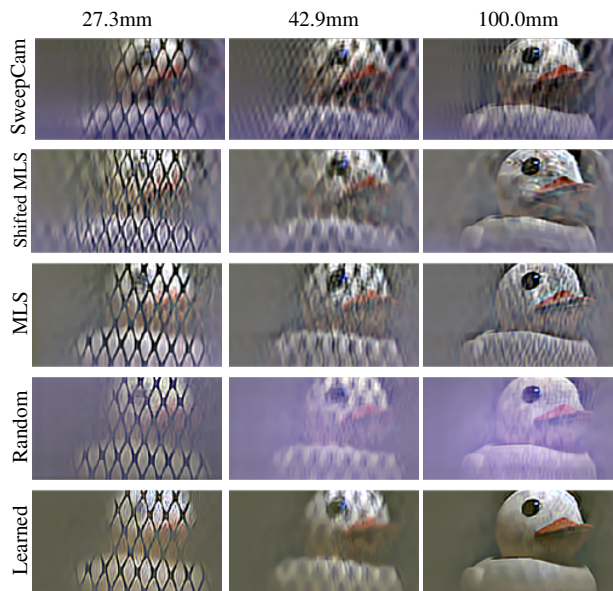 27.3mm 42.9mm 100.0mm
SweepCam
Shifted MLS
MLS
Random
Learned